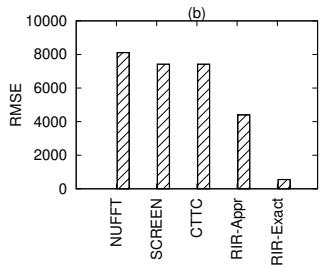 (b)
10000
8000
6000
4000
2000
0
RMSE
NUFFT
SCREEN
CTTC
RIR-Appr
RIR-Exact